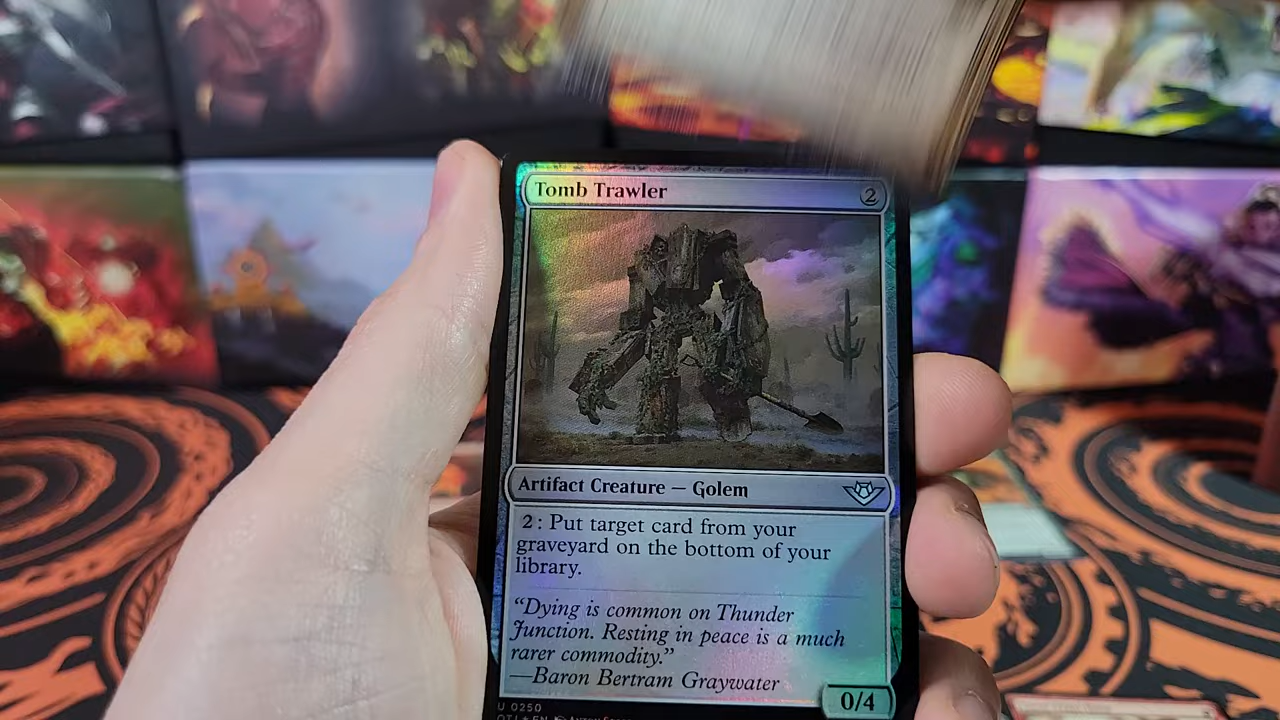 Tomb Trawler 2
Artifact Creature — Golem
2: Put target card from your
graveyard on the bottom of your
library.
“Dying is common on Thunder
Junction. Resting in peace is a much
rarer commodity.”
—Baron Bertram Graywater
0/4
U 0250